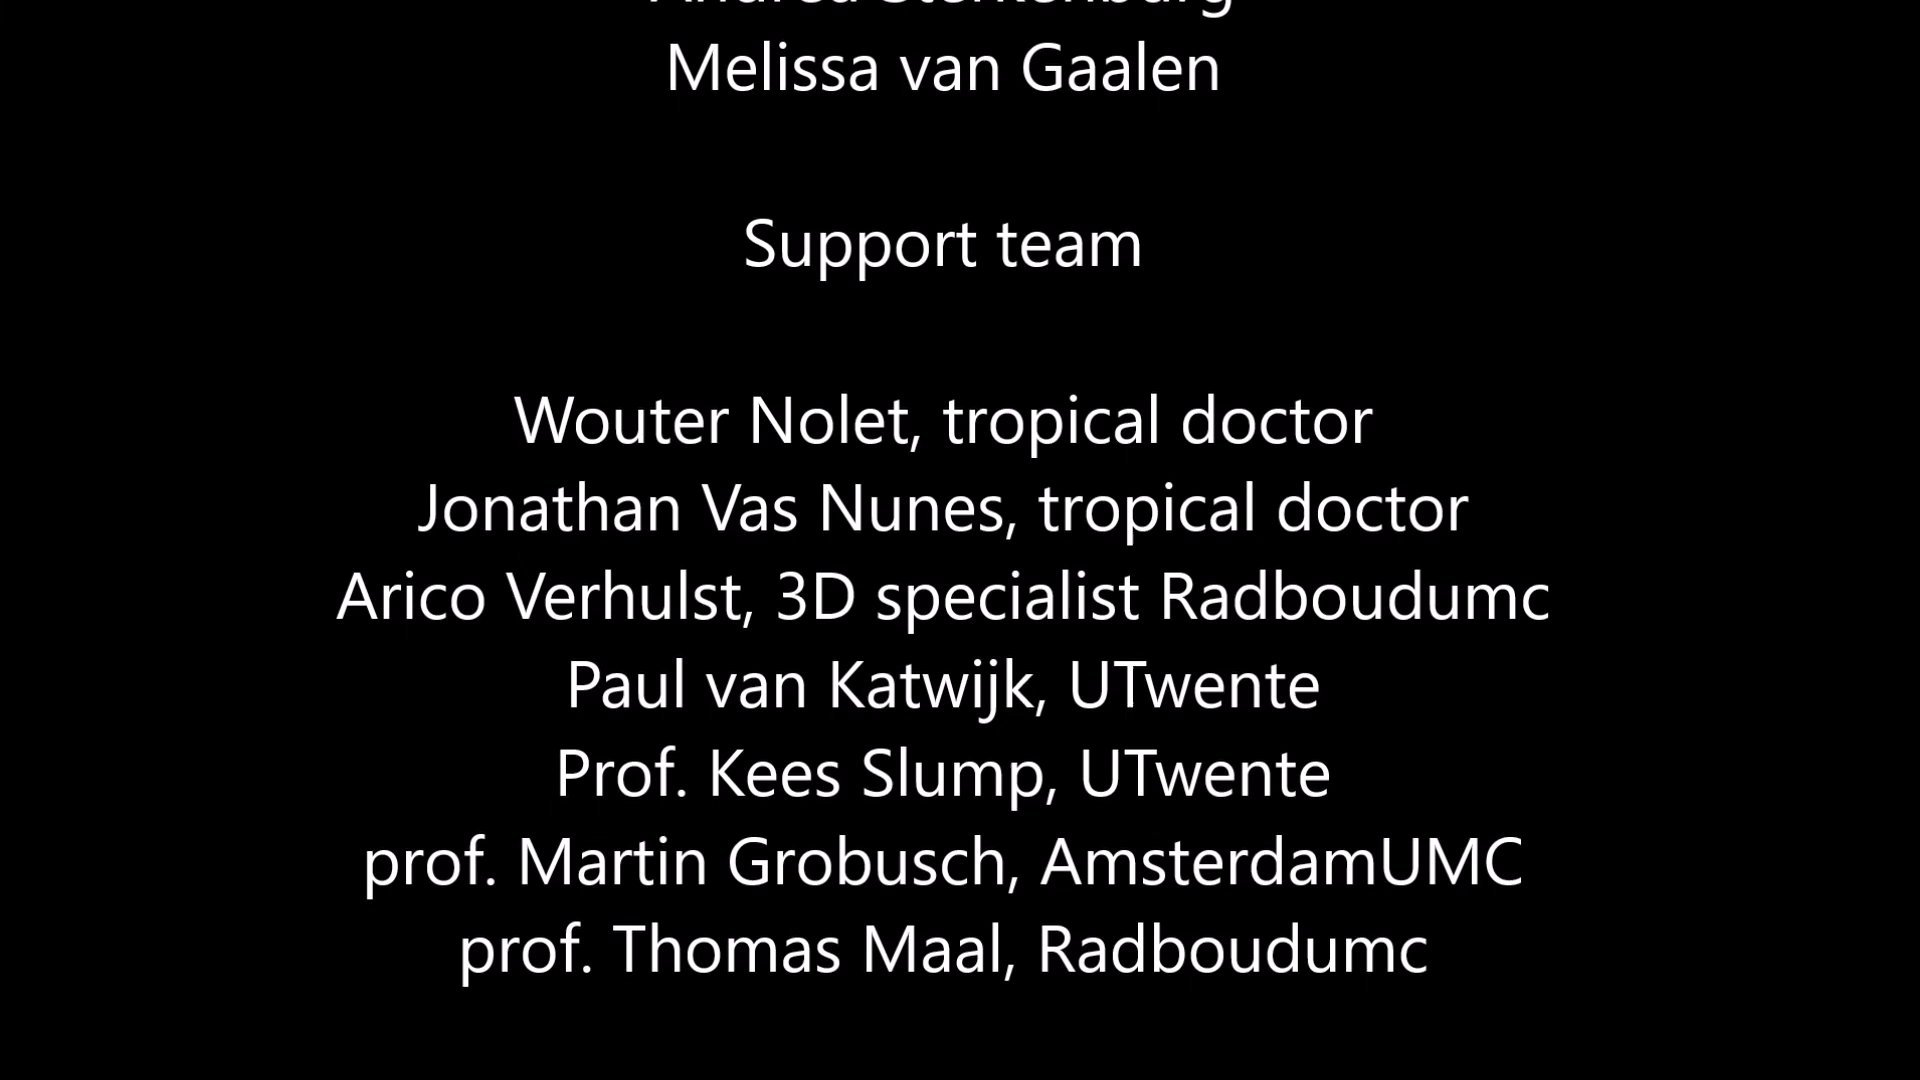 Melissa van Gaalen
Support team
Wouter Nolet, tropical doctor
Jonathan Vas Nunes, tropical doctor
Arico Verhulst, 3D specialist Radboudumc
Paul van Katwijk, UTwente
Prof. Kees Slump, UTwente
prof. Martin Grobusch, AmsterdamUMC
prof. Thomas Maal, Radboudumc